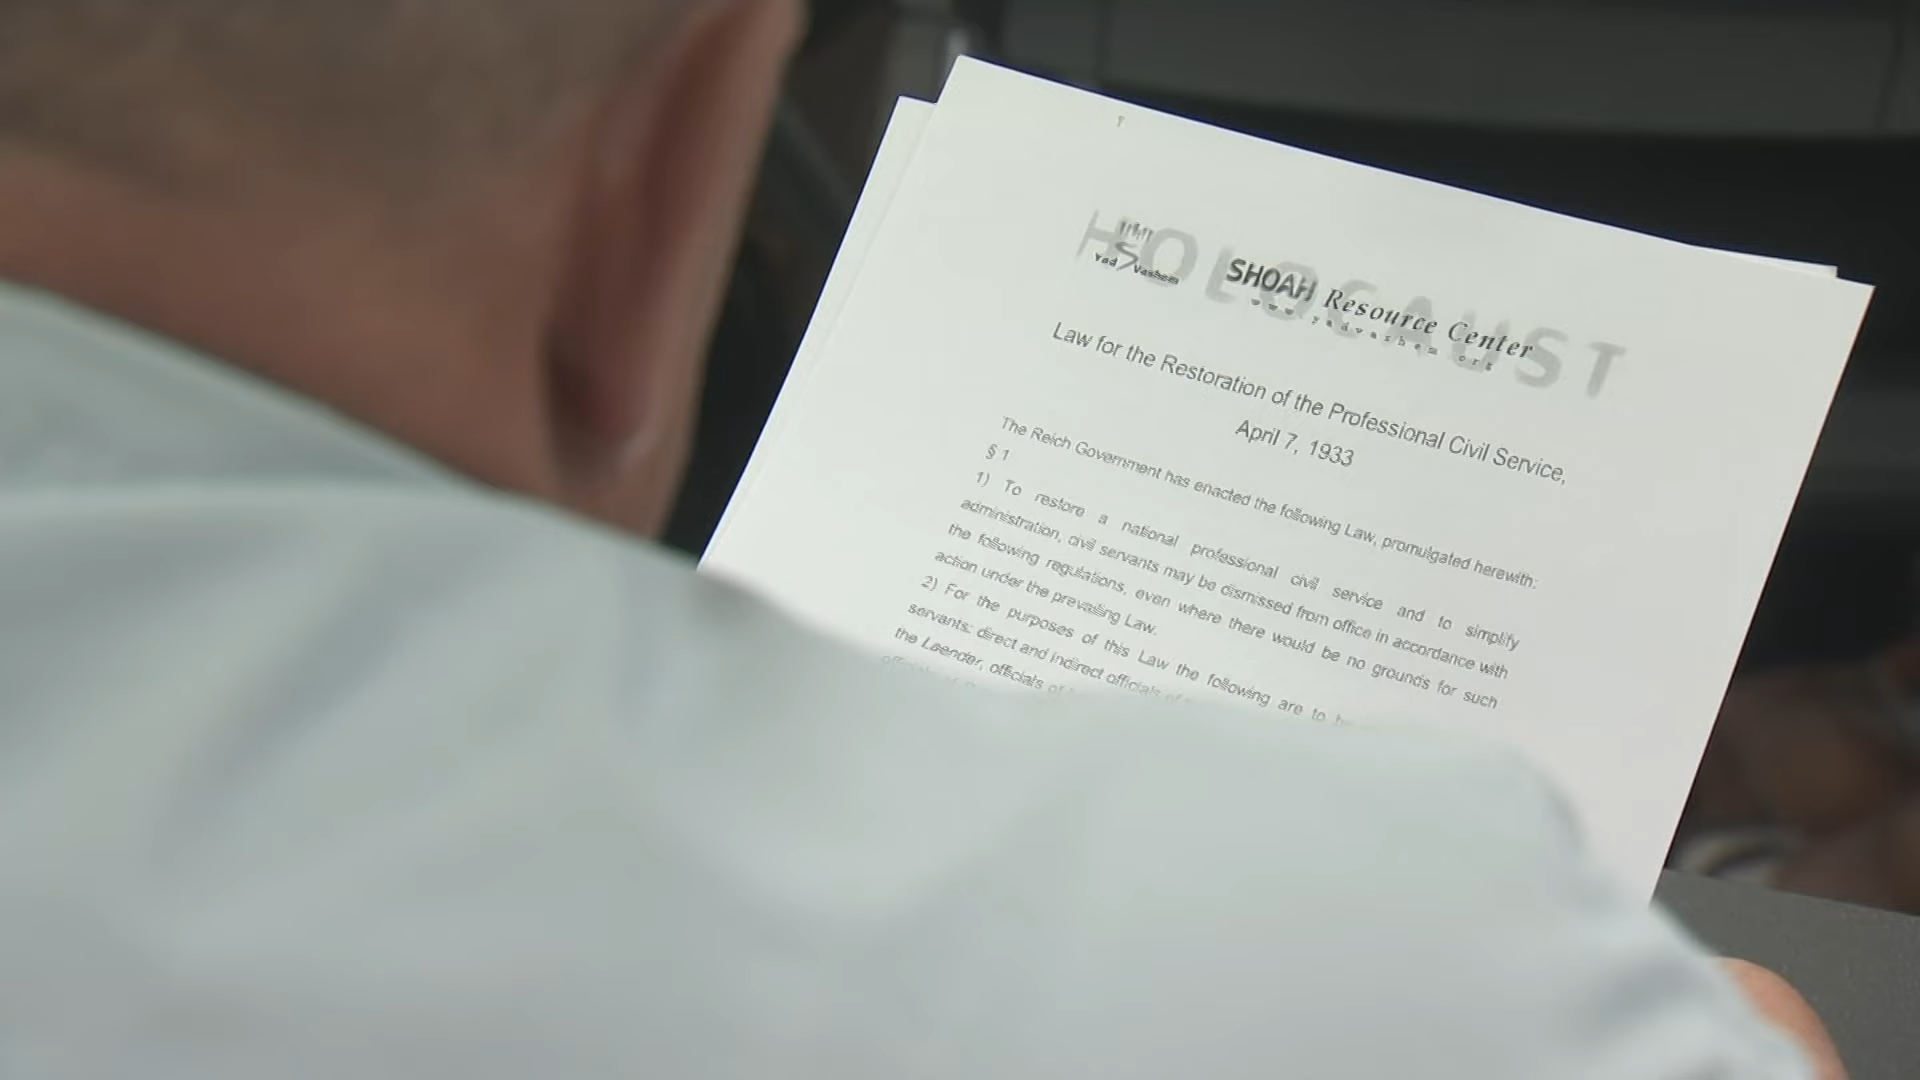 HOLOCAUST
Yad Vashem
SHOAH Resource Center
www.yadvashem.org
Law for the Restoration of the Professional Civil Service,
April 7, 1933
The Reich Government has enacted the following Law, promulgated herewith:
§ 1
1) To restore a national professional civil service and to simplify
administration, civil servants may be dismissed from office in accordance with
the following regulations, even where there would be no grounds for such
action under the prevailing Law.
2) For the purposes of this Law the following are to
servants: direct and indirect officials of
the Laender, officials of